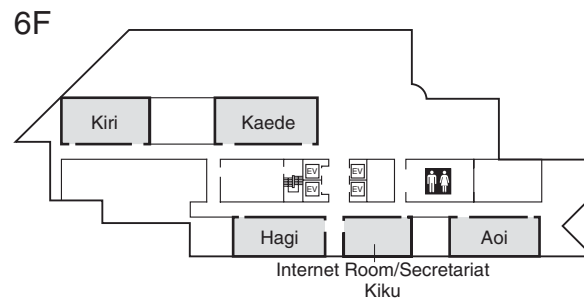 6F
Kiri
Kaede
EV
EV
EV
EV
Hagi
Aoi
Internet Room/Secretariat
Kiku